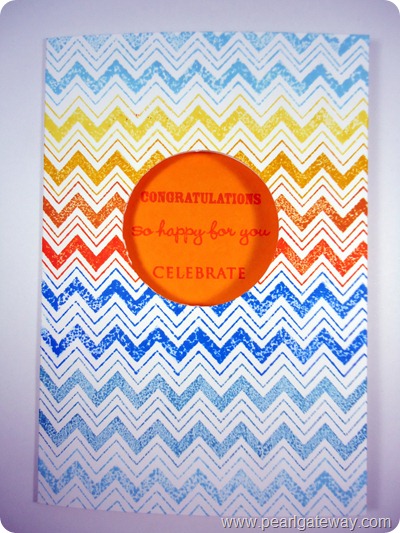 CONGRATULATIONS
So happy for you
CELEBRATE
www.pearlgateway.com